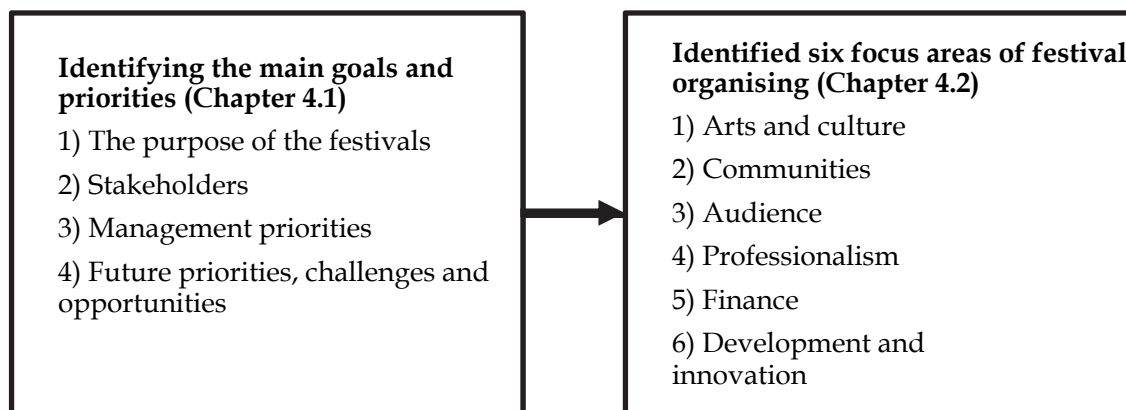 Identifying the main goals and
priorities (Chapter 4.1)
1) The purpose of the festivals
2) Stakeholders
3) Management priorities
4) Future priorities, challenges and
opportunities
Identified six focus areas of festival
organising (Chapter 4.2)
1) Arts and culture
2) Communities
3) Audience
4) Professionalism
5) Finance
6) Development and
innovation